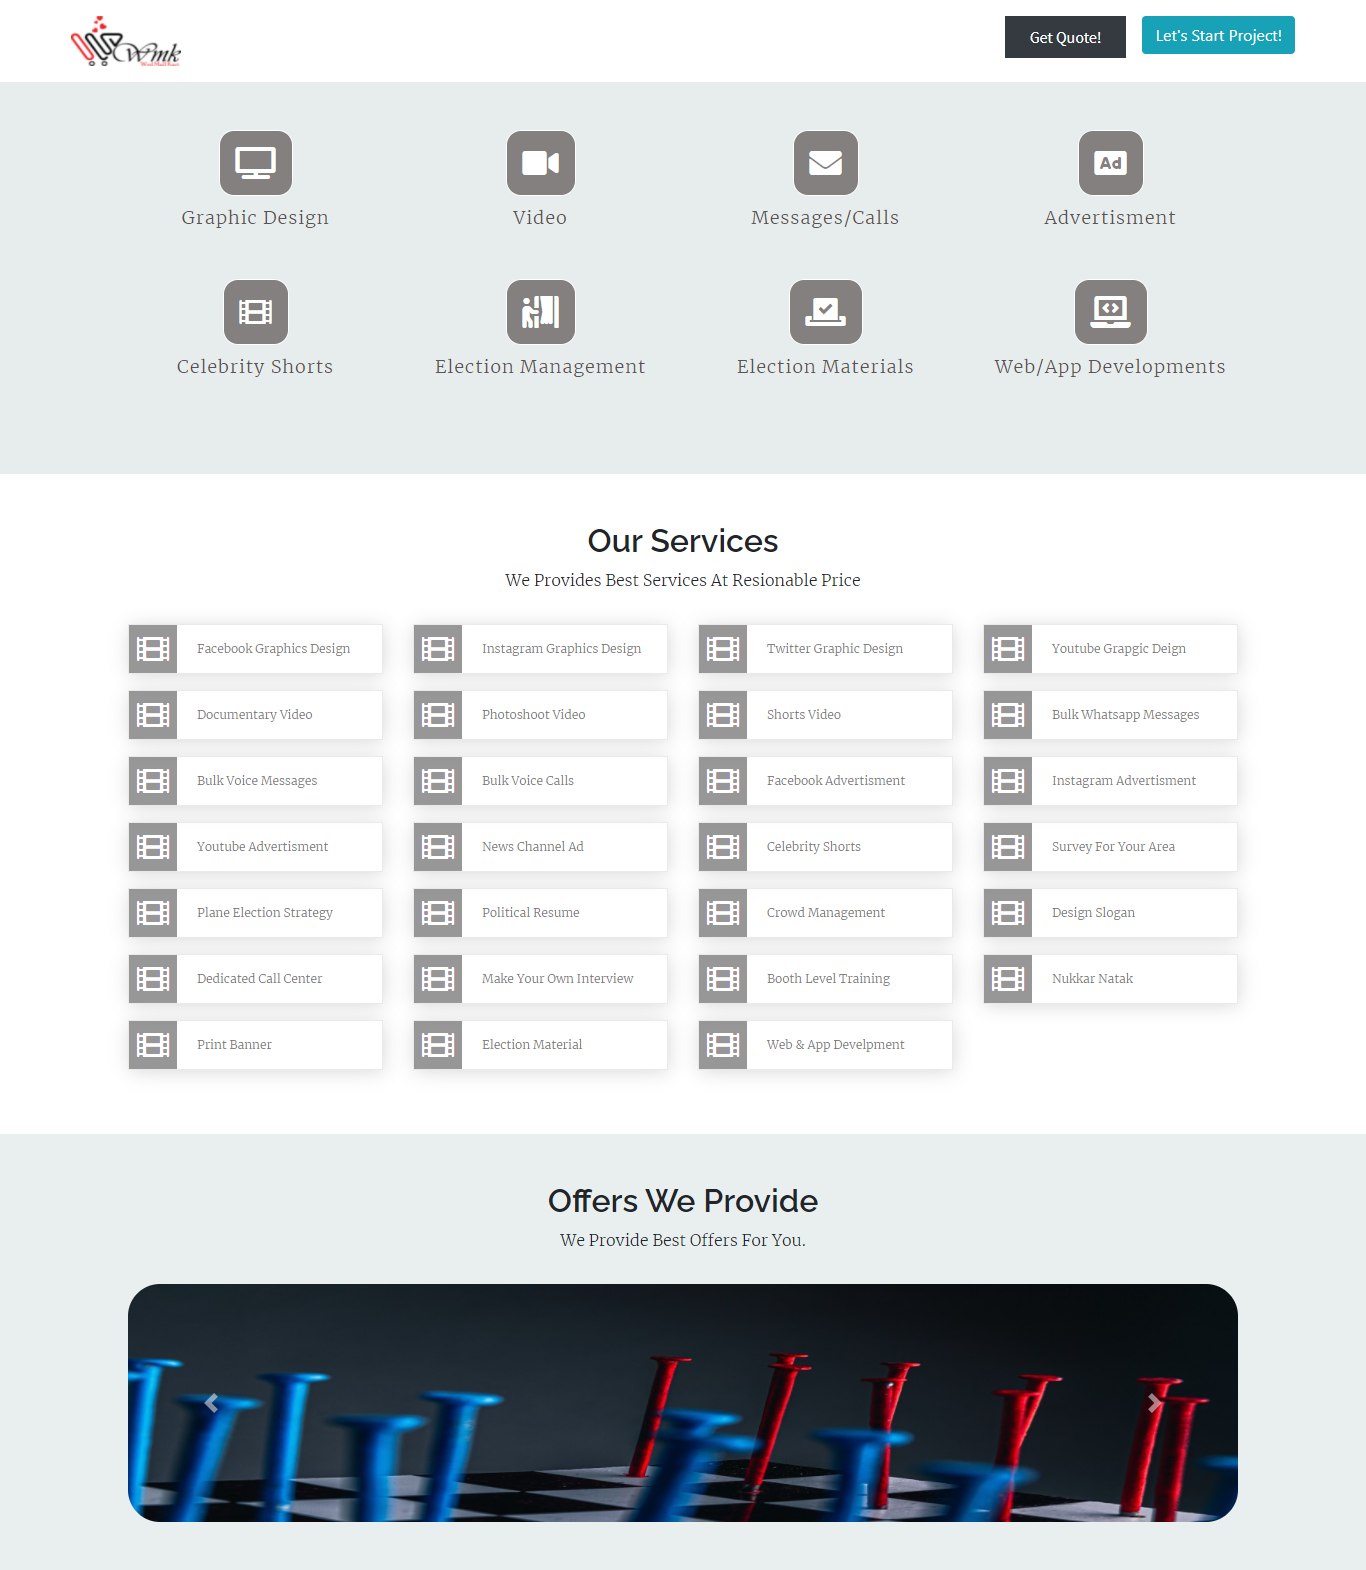 Wmk
Get Quote!
Let's Start Project!
Graphic Design
Video
Messages/Calls
Ad
Advertisment
Celebrity Shorts
Election Management
Election Materials
Web/App Developments
Our Services
We Provides Best Services At Resionable Price
Facebook Graphics Design
Instagram Graphics Design
Twitter Graphic Design
Youtube Grapgic Deign
Documentary Video
Photoshoot Video
Shorts Video
Bulk Whatsapp Messages
Bulk Voice Messages
Bulk Voice Calls
Facebook Advertisment
Instagram Advertisment
Youtube Advertisment
News Channel Ad
Celebrity Shorts
Survey For Your Area
Plane Election Strategy
Political Resume
Crowd Management
Design Slogan
Dedicated Call Center
Make Your Own Interview
Booth Level Training
Nukkar Natak
Print Banner
Election Material
Web & App Develpment
Offers We Provide
We Provide Best Offers For You.